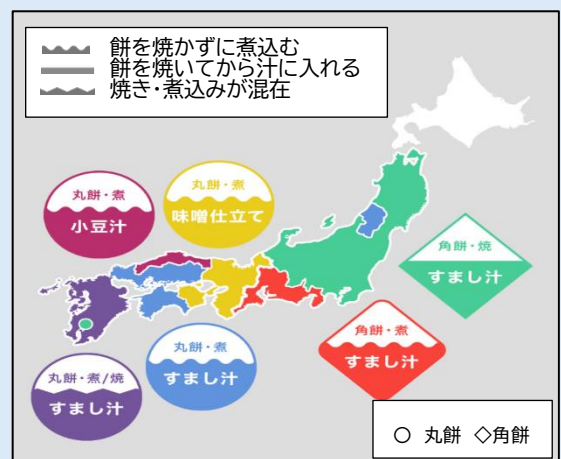 餅を焼かずに煮込む
餅を焼いてから汁に入れる
焼き・煮込みが混在
丸餅・煮
小豆汁
丸餅・煮
味噌仕立て
角餅・焼
すまし汁
角餅・煮
すまし汁
丸餅・煮
すまし汁
丸餅・煮/焼
すまし汁
○ 丸餅 ◇角餅